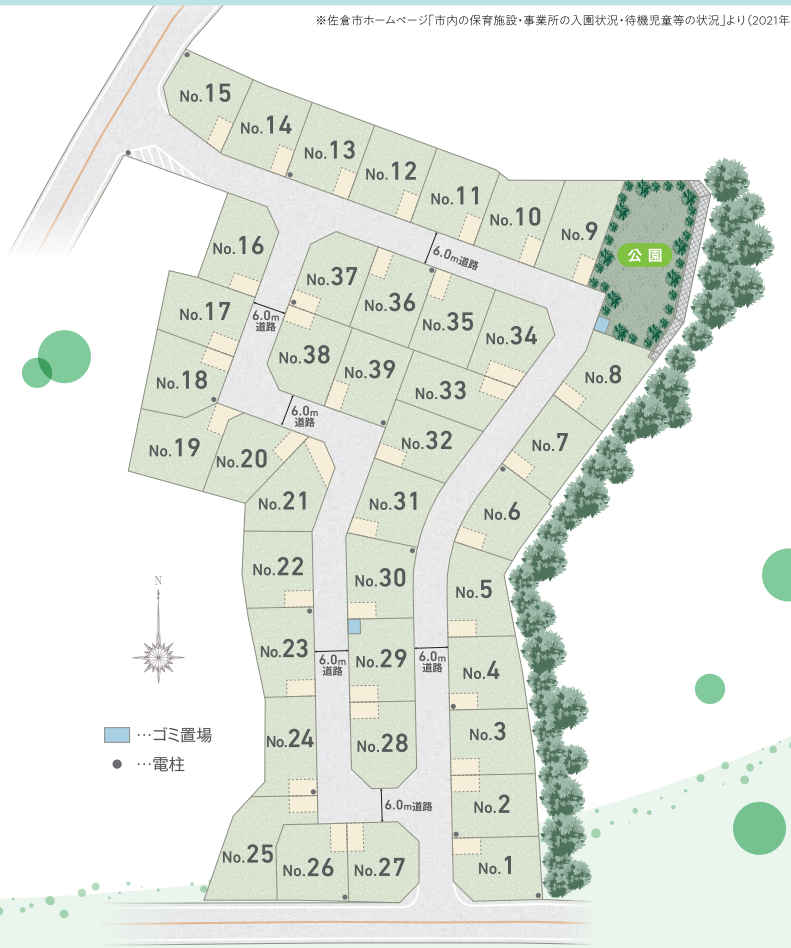 ※佐倉市ホームページ「市内の保育施設・事業所の入園状況・待機児童等の状況」より（2021年
No.15
No.14
No.13
No.12
No.11
No.10
No.9
公園
No.16
6.0m道路
No.37
No.36
No.35
No.34
No.17
6.0m
道路
No.38
No.39
No.33
No.8
No.18
6.0m
道路
No.32
No.7
No.19
No.20
No.21
No.31
No.6
No.22
No.30
No.5
N
No.23
6.0m
道路
No.29
6.0m
道路
No.4
…ゴミ置場
…電柱
No.24
No.28
No.3
6.0m道路
No.2
No.25
No.26
No.27
No.1